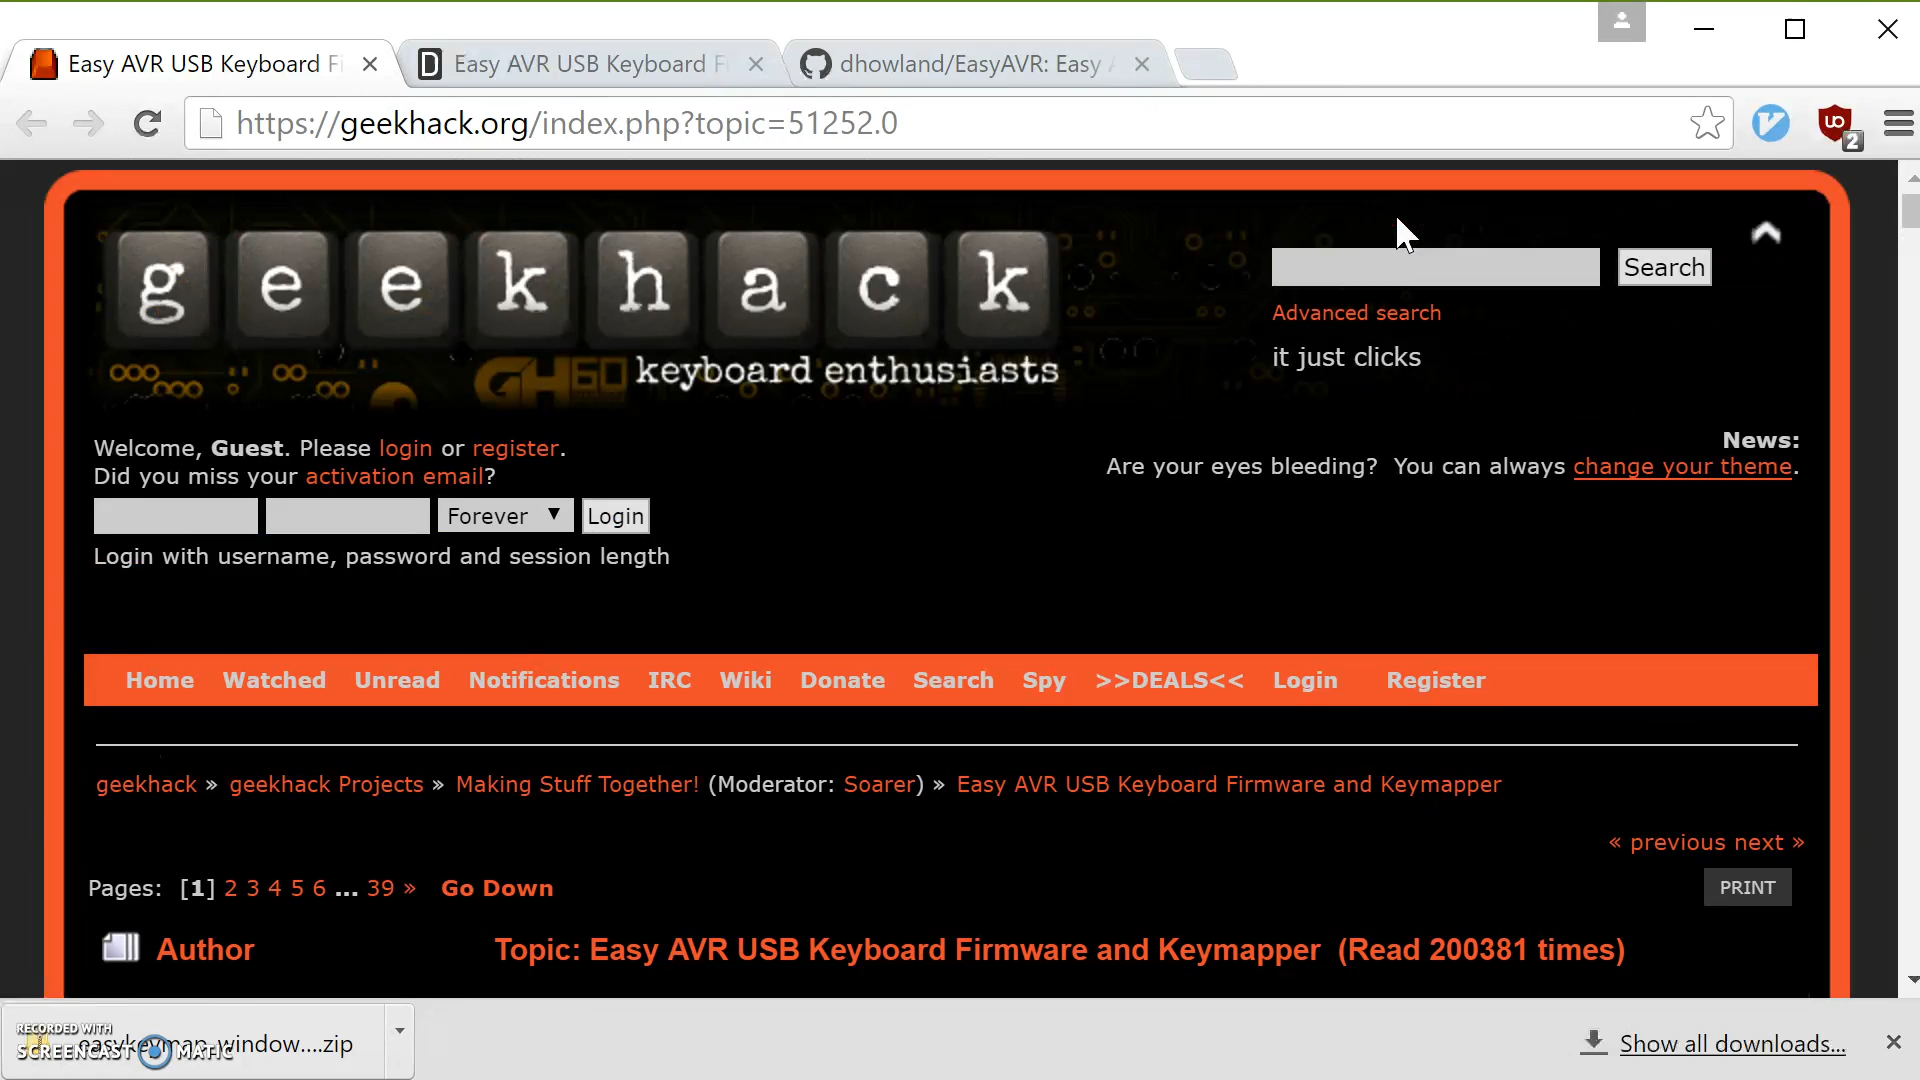 Easy AVR USB Keyboard F
Easy AVR USB Keyboard F
dhowland/EasyAVR: Easy
https://geekhack.org/index.php?topic=51252.0
2
geekhack
GH60 keyboard enthusiasts
Search
Advanced search
it just clicks
Welcome, Guest. Please login or register.
Did you miss your activation email?
Forever Login
Login with username, password and session length
News:
Are your eyes bleeding? You can always change your theme.
Home Watched Unread Notifications IRC Wiki Donate Search Spy >>DEALS<< Login Register
geekhack » geekhack Projects » Making Stuff Together! (Moderator: Soarer) » Easy AVR USB Keyboard Firmware and Keymapper
« previous next »
Pages: [1] 2 3 4 5 6 ... 39 » Go Down
PRINT
Author Topic: Easy AVR USB Keyboard Firmware and Keymapper (Read 200381 times)
RECORDED WITH
SCREENCAST MATIC
easykeymap_window....zip
Show all downloads...